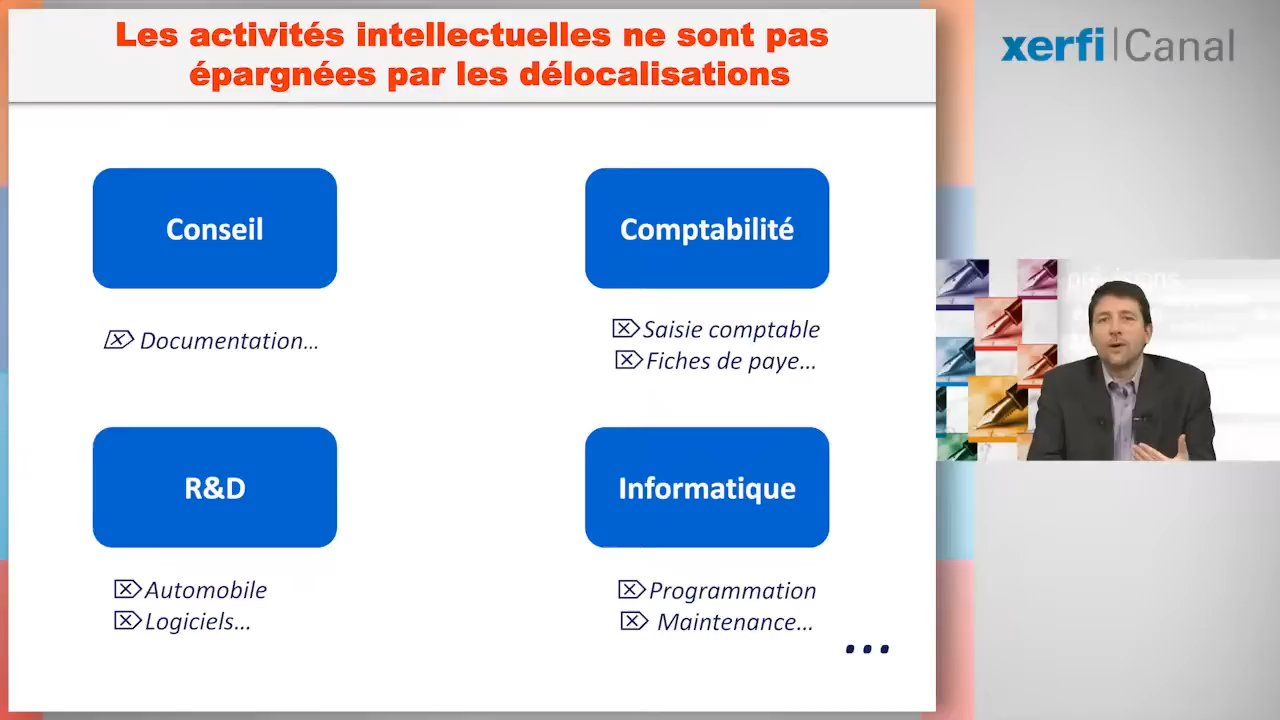 Les activités intellectuelles ne sont pas
épargnées par les délocalisations
xerfi|Canal
Conseil
Comptabilité
Documentation...
Saisie comptable
Fiches de paye...
R&D
Informatique
Automobile
Logiciels...
Programmation
Maintenance...
...